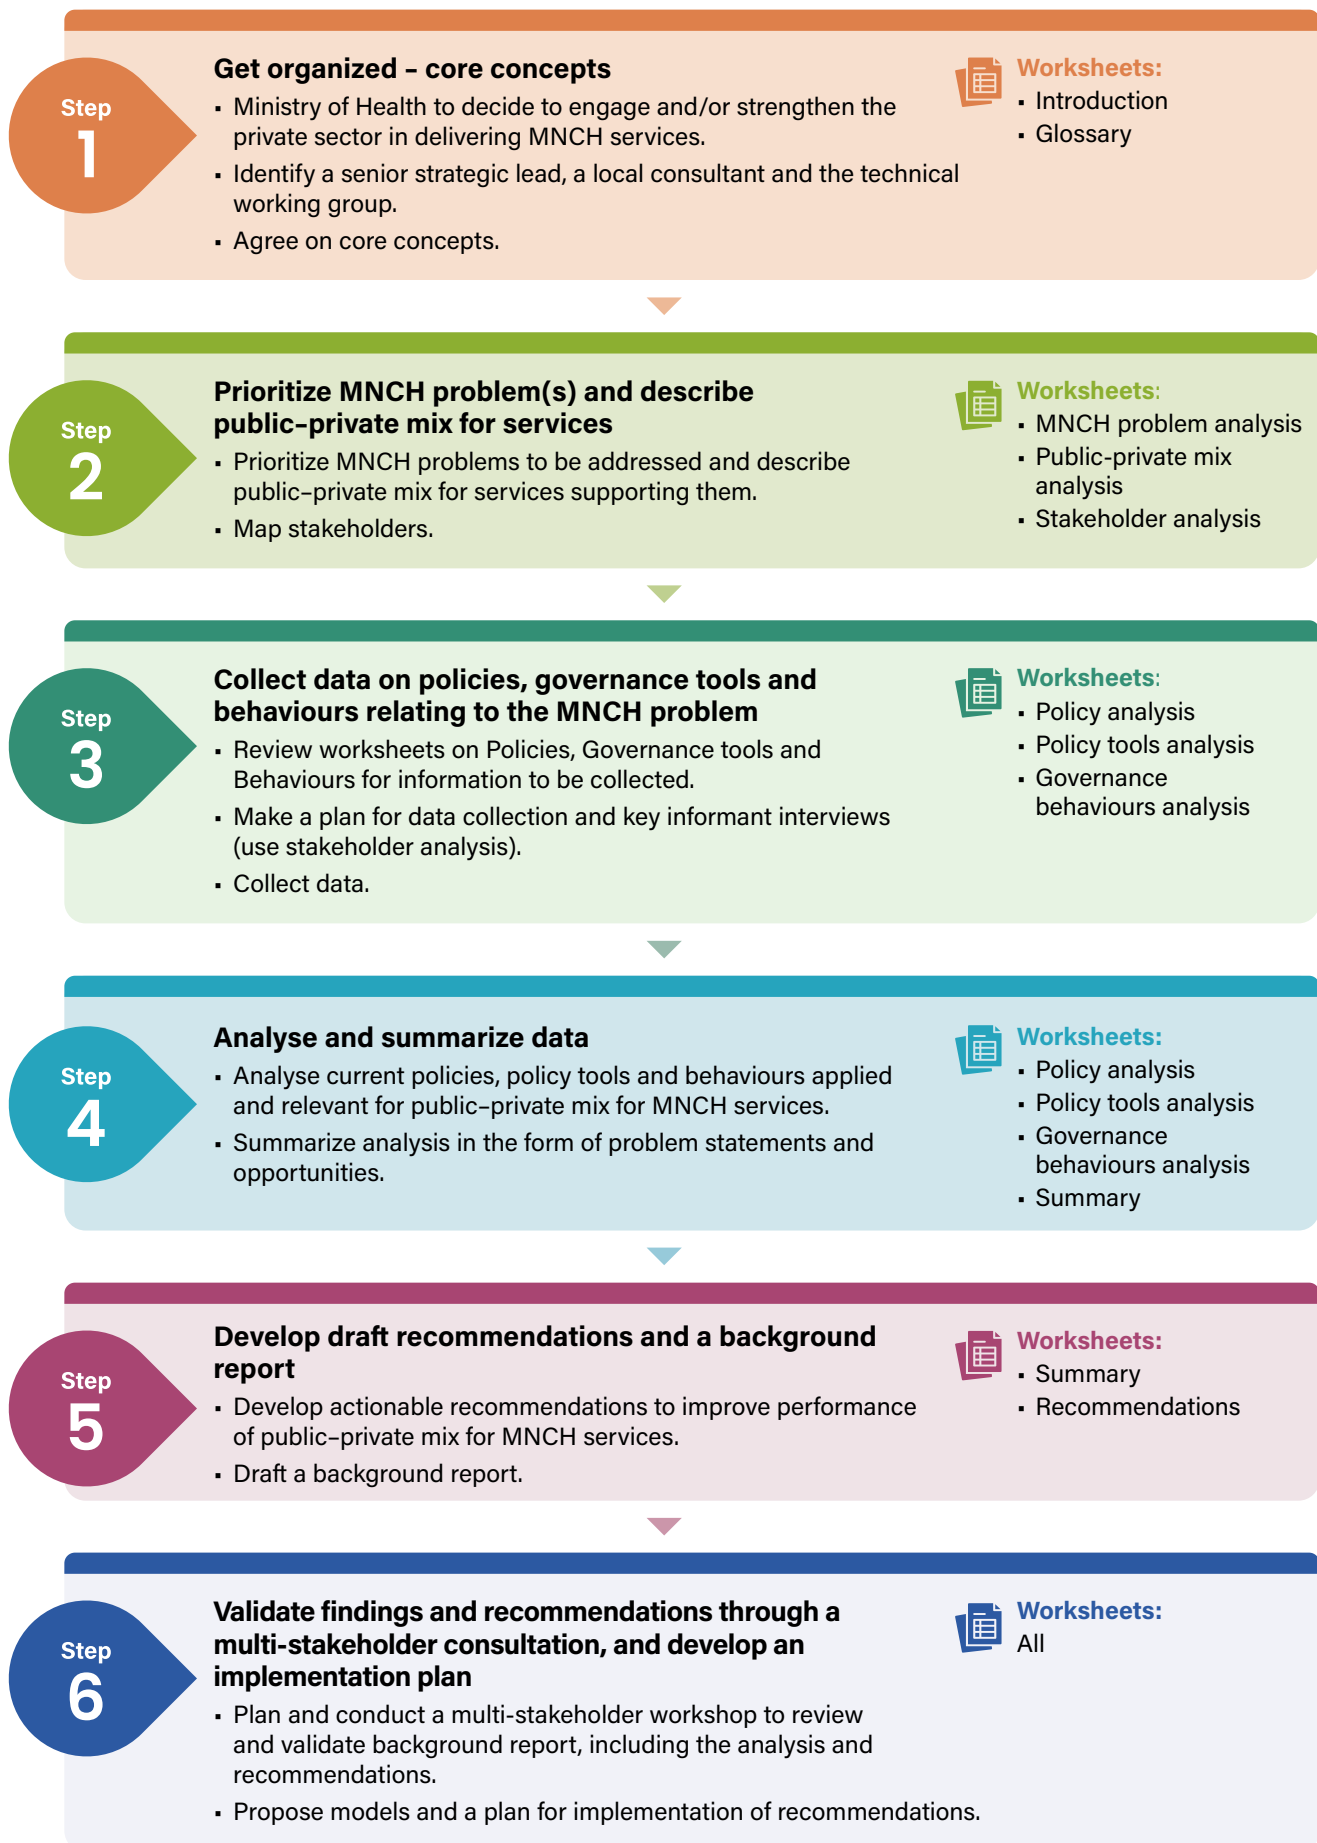 Step
1
Get organized – core concepts
▪ Ministry of Health to decide to engage and/or strengthen the
private sector in delivering MNCH services.
▪ Identify a senior strategic lead, a local consultant and the technical
working group.
▪ Agree on core concepts.
Worksheets:
▪ Introduction
▪ Glossary
Step
2
Prioritize MNCH problem(s) and describe
public–private mix for services
▪ Prioritize MNCH problems to be addressed and describe
public–private mix for services supporting them.
▪ Map stakeholders.
Worksheets:
▪ MNCH problem analysis
▪ Public-private mix
analysis
▪ Stakeholder analysis
Step
3
Collect data on policies, governance tools and
behaviours relating to the MNCH problem
▪ Review worksheets on Policies, Governance tools and
Behaviours for information to be collected.
▪ Make a plan for data collection and key informant interviews
(use stakeholder analysis).
▪ Collect data.
Worksheets:
▪ Policy analysis
▪ Policy tools analysis
▪ Governance
behaviours analysis
Step
4
Analyse and summarize data
▪ Analyse current policies, policy tools and behaviours applied
and relevant for public–private mix for MNCH services.
▪ Summarize analysis in the form of problem statements and
opportunities.
Worksheets:
▪ Policy analysis
▪ Policy tools analysis
▪ Governance
behaviours analysis
▪ Summary
Step
5
Develop draft recommendations and a background
report
▪ Develop actionable recommendations to improve performance
of public–private mix for MNCH services.
▪ Draft a background report.
Worksheets:
▪ Summary
▪ Recommendations
Step
6
Validate findings and recommendations through a
multi-stakeholder consultation, and develop an
implementation plan
▪ Plan and conduct a multi-stakeholder workshop to review
and validate background report, including the analysis and
recommendations.
▪ Propose models and a plan for implementation of recommendations.
Worksheets:
All